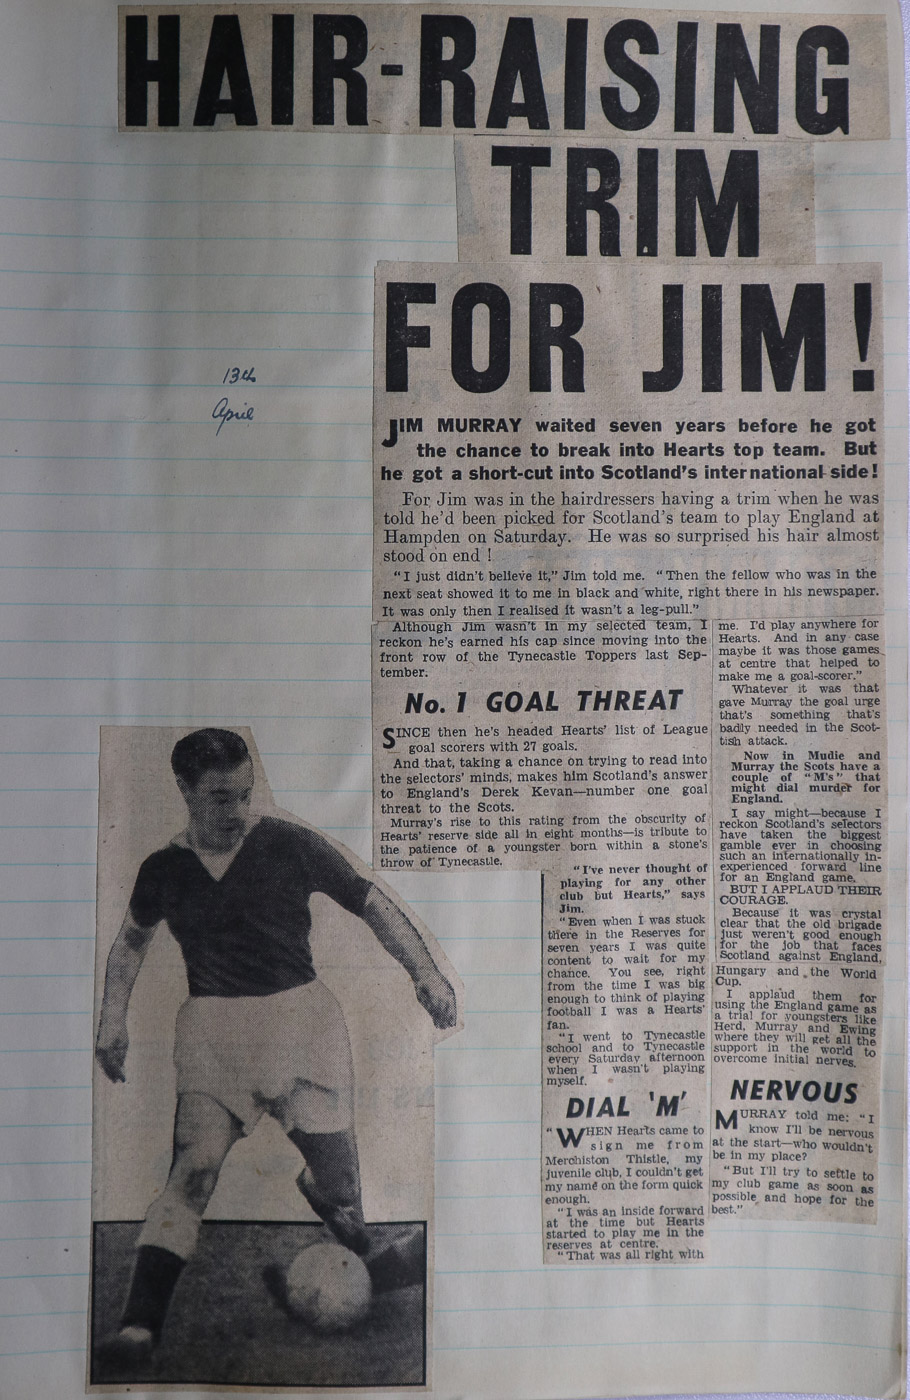 HAIR-RAISING
TRIM
FOR JIM!
13th
April
JIM MURRAY waited seven years before he got
the chance to break into Hearts top team. But
he got a short-cut into Scotland's international side!
For Jim was in the hairdressers having a trim when he was
told he'd been picked for Scotland's team to play England at
Hampden on Saturday. He was so surprised his hair almost
stood on end!
"I just didn't believe it," Jim told me. "Then the fellow who was in the
next seat showed it to me in black and white, right there in his newspaper.
It was only then I realised it wasn't a leg-pull."
Although Jim wasn't in my selected team, I
reckon he's earned his cap since moving into the
front row of the Tynecastle Toppers last Sep-
tember.
No. 1 GOAL THREAT
SINCE then he's headed Hearts' list of League
goal scorers with 27 goals.
And that, taking a chance on trying to read into
the selectors' minds, makes him Scotland's answer
to England's Derek Kevan—number one goal
threat to the Scots.
Murray's rise to this rating from the obscurity of
Hearts' reserve side all in eight months—is tribute to
the patience of a youngster born within a stone's
throw of Tynecastle.
"I've never thought of
playing for any other
club but Hearts," says
Jim.
"Even when I was stuck
there in the Reserves for
seven years I was quite
content to wait for my
chance. You see, right
from the time I was big
enough to think of playing
football I was a Hearts'
fan.
"I went to Tynecastle
school and to Tynecastle
every Saturday afternoon
when I wasn't playing
myself.
DIAL 'M'
"WHEN Hearts came to
sign me from
Merchiston Thistle, my
juvenile club, I couldn't get
my name on the form quick
enough.
"I was an inside forward
at the time but Hearts
started to play me in the
reserves at centre.
"That was all right with
me. I'd play anywhere for
Hearts. And in any case
maybe it was those games
at centre that helped to
make me a goal-scorer."
Whatever it was that
gave Murray the goal urge
that's something that's
badly needed in the Scot-
tish attack.
Now in Mudie and
Murray the Scots have a
couple of "M's" that
might dial murder for
England.
I say might—because I
reckon Scotland's selectors
have taken the biggest
gamble ever in choosing
such an internationally in-
experienced forward line
for an England game.
BUT I APPLAUD THEIR
COURAGE.
Because it was crystal
clear that the old brigade
just weren't good enough
for the job that faces
Scotland against England,
Hungary and the World
Cup.
I applaud them for
using the England game as
a trial for youngsters like
Herd, Murray and Ewing
where they will get all the
support in the world to
overcome initial nerves.
NERVOUS
MURRAY told me: "I
know I'll be nervous
at the start—who wouldn't
be in my place?
"But I'll try to settle to
my club game as soon as
possible and hope for the
best."